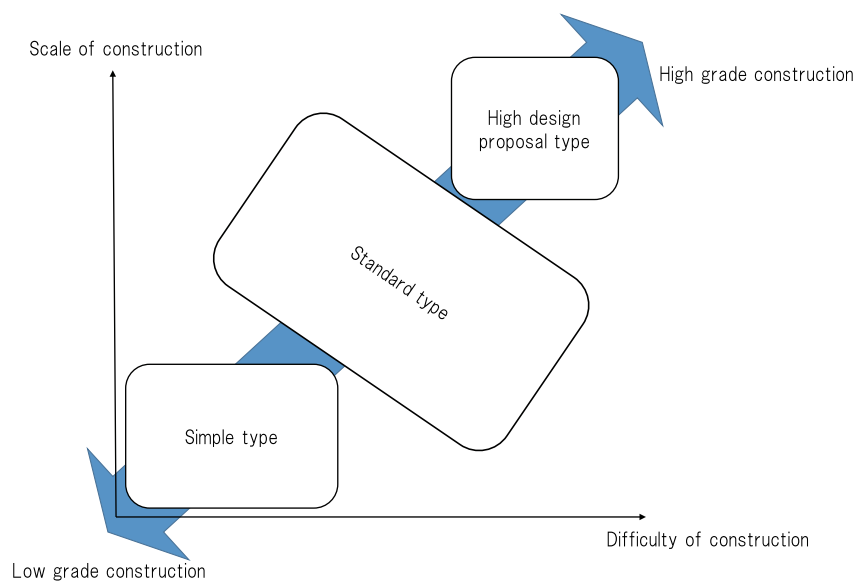 Scale of construction
High grade construction
High design
proposal type
Standard type
Simple type
Difficulty of construction
Low grade construction